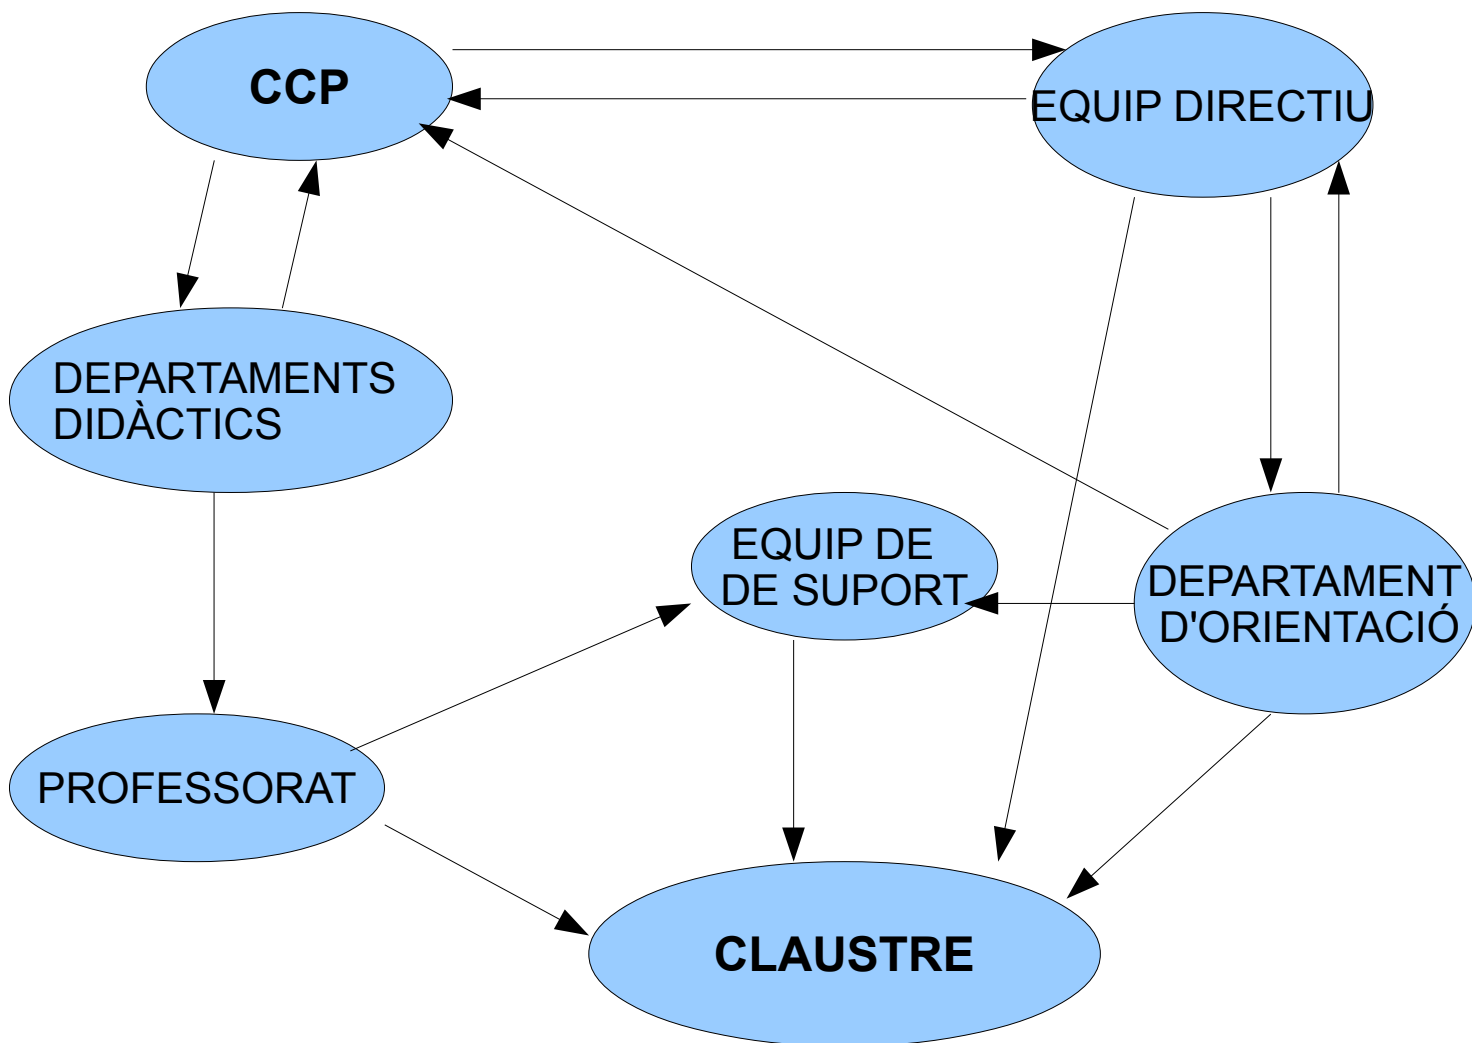 CCP
EQUIP DIRECTIU
DEPARTAMENTS
DIDÀCTICS
EQUIP DE
DE SUPORT
DEPARTAMENT
D'ORIENTACIÓ
PROFESSORAT
CLAUSTRE